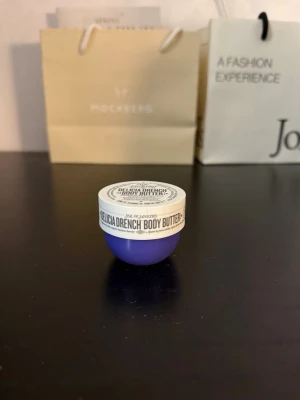 MOCKBERG
A FASHION
EXPERIENCE
Jo
DELICIA DRENCH
BODY BUTTER
SOL DE JANEIRO
DELICIA DRENCH BODY BUTTER